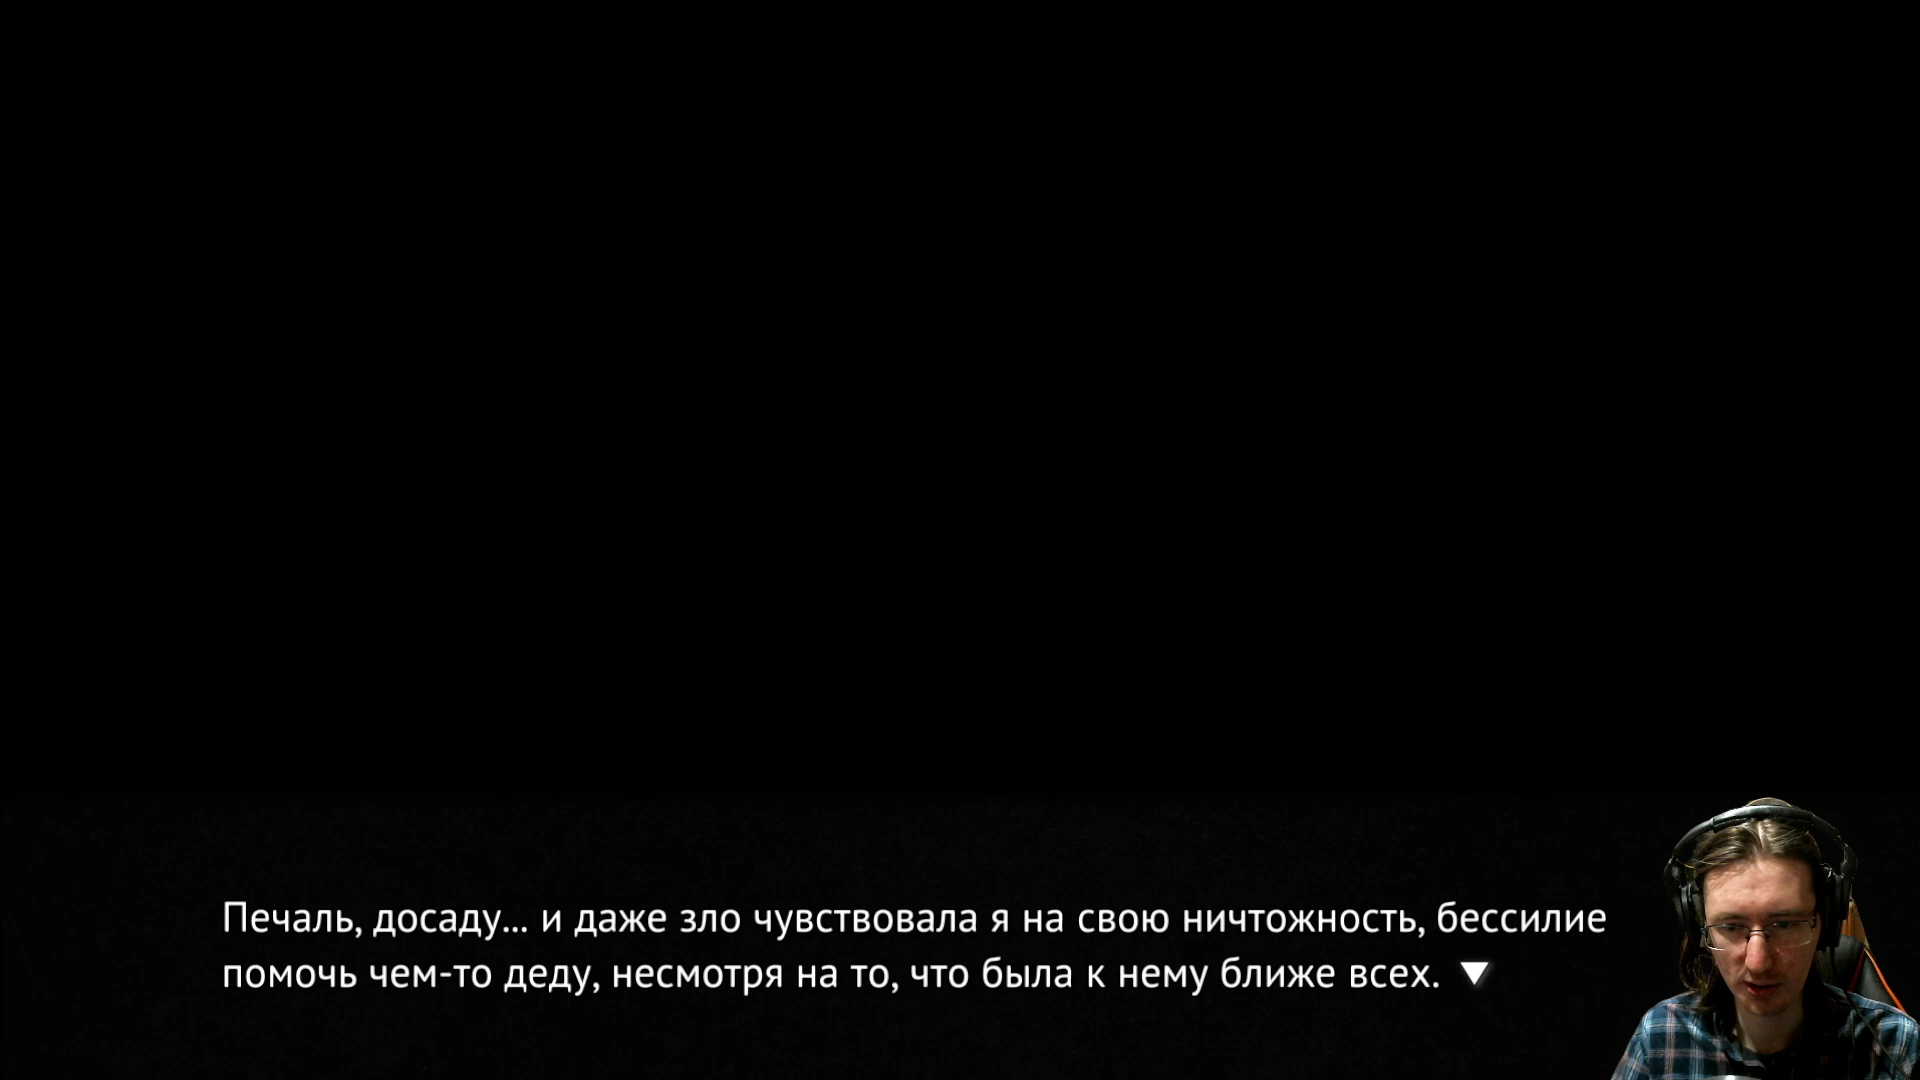 Печаль, досаду... и даже зло чувствовала я на свою ничтожность, бессилие
помочь чем-то деду, несмотря на то, что была к нему ближе всех.